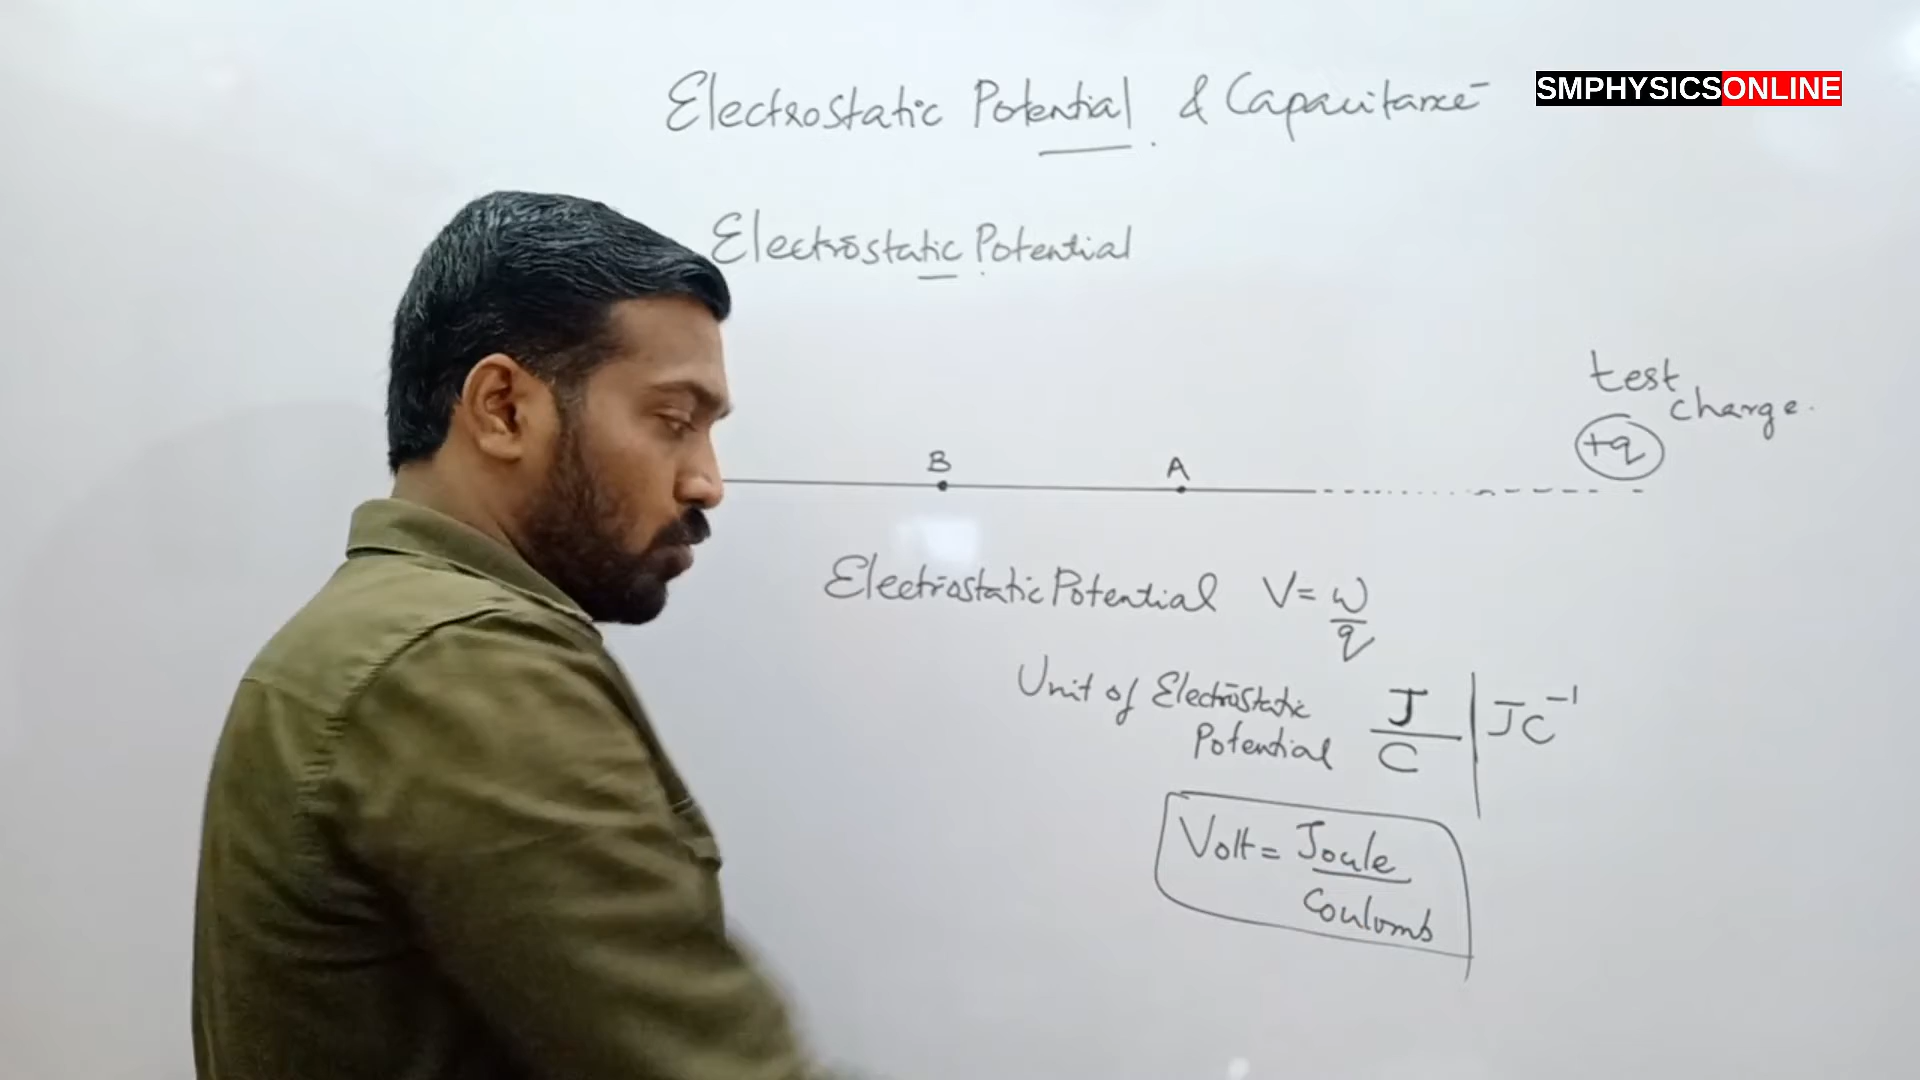 Electrostatic Potential & Capacitance
SMPHYSICSONLINE
Electrostatic Potential
test
charge.
+q
B
A
Electrostatic Potential V = W/q
Unit of Electrostatic Potential J/C | JC⁻¹
Volt = Joule/Coulomb